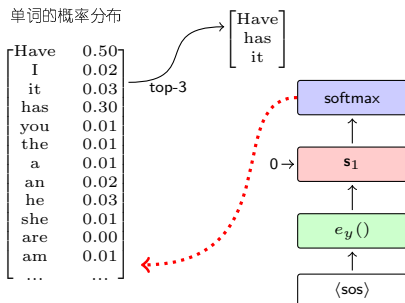 单词的概率分布
Have 0.50
I 0.02
it 0.03
has 0.30
you 0.01
the 0.01
a 0.01
an 0.02
he 0.03
she 0.01
are 0.00
am 0.01
... ...
top-3
Have
has
it
softmax
0
s₁
e_y()
⟨sos⟩